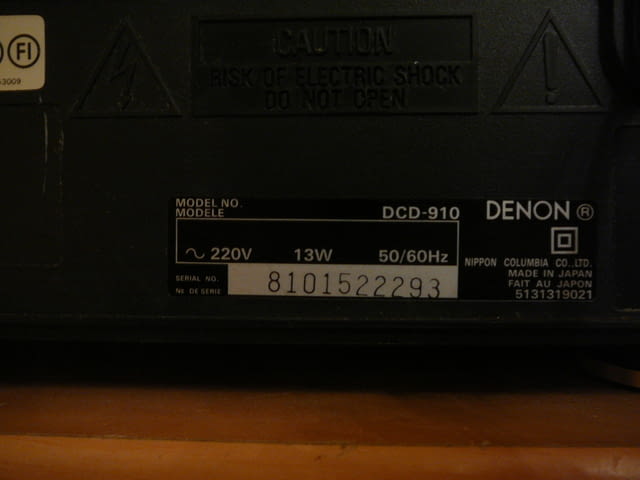 FI
53009
CAUTION
RISK OF ELECTRIC SHOCK
DO NOT OPEN
MODEL NO.
MODELE
DCD-910
DENON ®
~ 220V 13W 50/60Hz
NIPPON COLUMBIA CO.,LTD.
MADE IN JAPAN
FAIT AU JAPON
5131319021
SERIAL NO.
No DE SERIE
8101522293